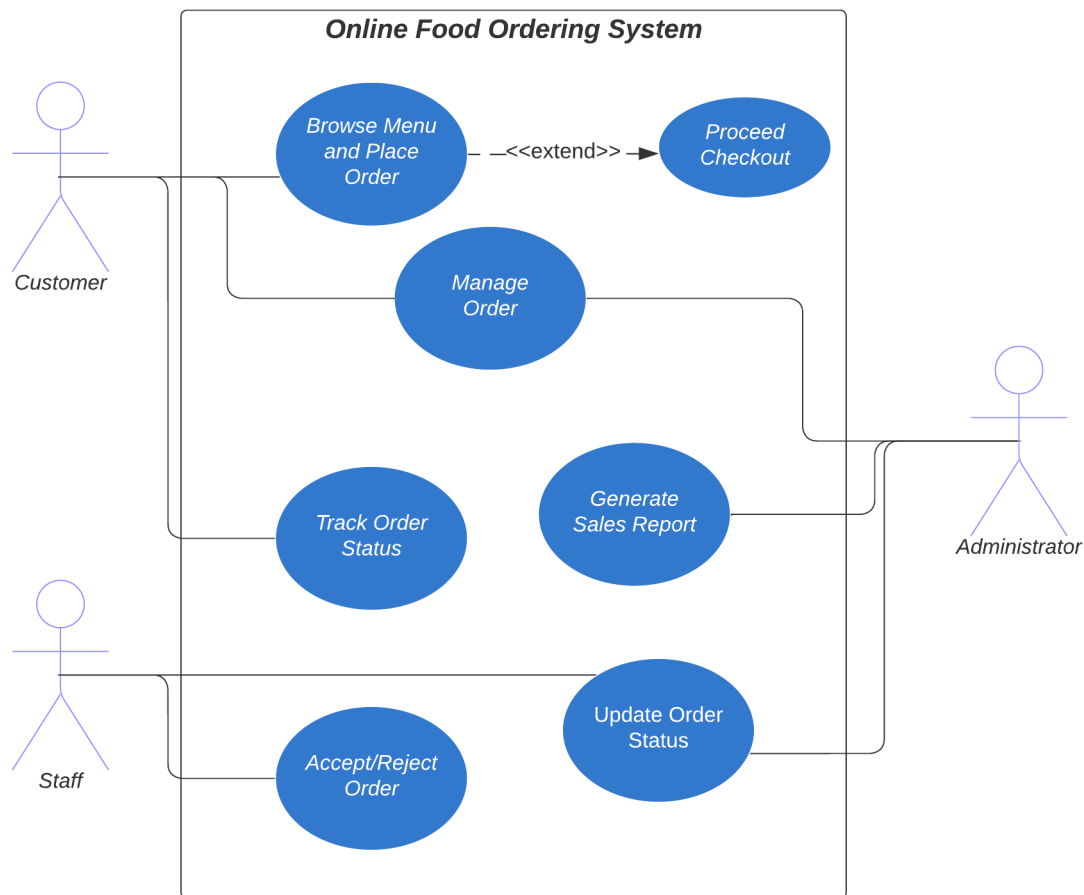 Online Food Ordering System
Browse Menu
and Place
Order
<<extend>>
Proceed
Checkout
Customer
Manage
Order
Track Order
Status
Generate
Sales Report
Administrator
Staff
Update Order
Status
Accept/Reject
Order